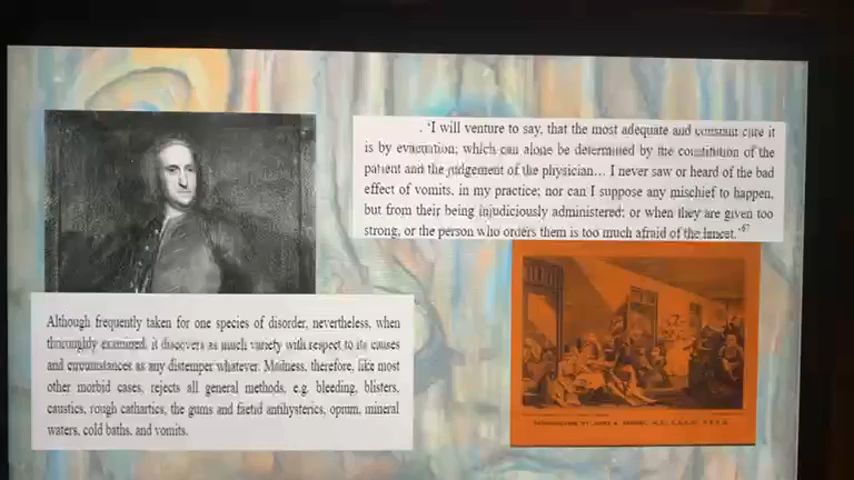 . 'I will venture to say, that the most adequate and constant cure it
is by evacuation; which can alone be determined by the constitution of the
patient and the judgement of the physician… I never saw or heard of the bad
effect of vomits, in my practice; nor can I suppose any mischief to happen,
but from their being injudiciously administered; or when they are given too
strong, or the person who orders them is too much afraid of the lancet.'67
Although frequently taken for one species of disorder, nevertheless, when
thoroughly examined, it discovers as much variety with respect to its causes
and circumstances as any distemper whatever. Madness, therefore, like most
other morbid cases, rejects all general methods, e.g. bleeding, blisters,
caustics, rough cathartics, the gums and faetid antihysterics, opium, mineral
waters, cold baths, and vomits.